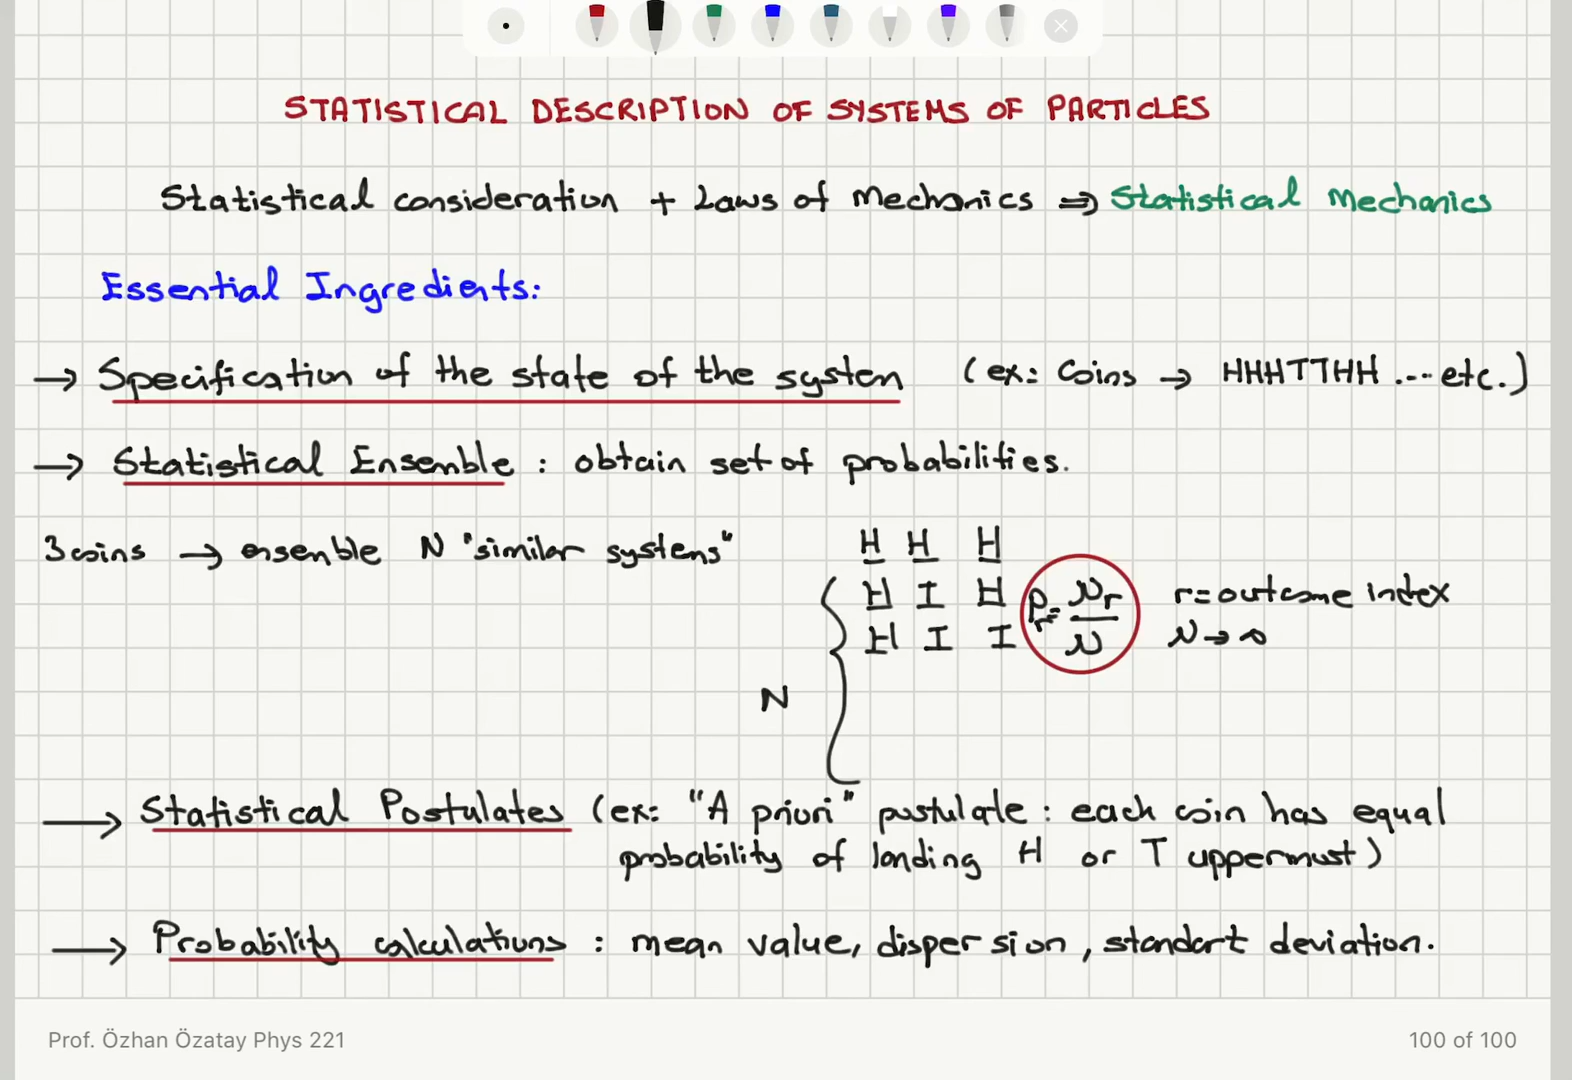 STATISTICAL DESCRIPTION OF SYSTEMS OF PARTICLES
Statistical consideration + Laws of Mechanics ⇒ Statistical Mechanics
Essential Ingredients:
→ Specification of the state of the system (ex: Coins → HHHTTHH .... etc.)
→ Statistical Ensemble : obtain set of probabilities.
3 coins → ensenble N "similar systens"
H H H
H T H
H T T
N
Pr = Nr / N
r = outcome index
N → ∞
→ Statistical Postulates (ex: "A priori" postulate : each coin has equal
probability of landing H or T uppermost)
→ Probability calculations : mean value, dispersion, standart deviation.
Prof. Özhan Özatay Phys 221
100 of 100